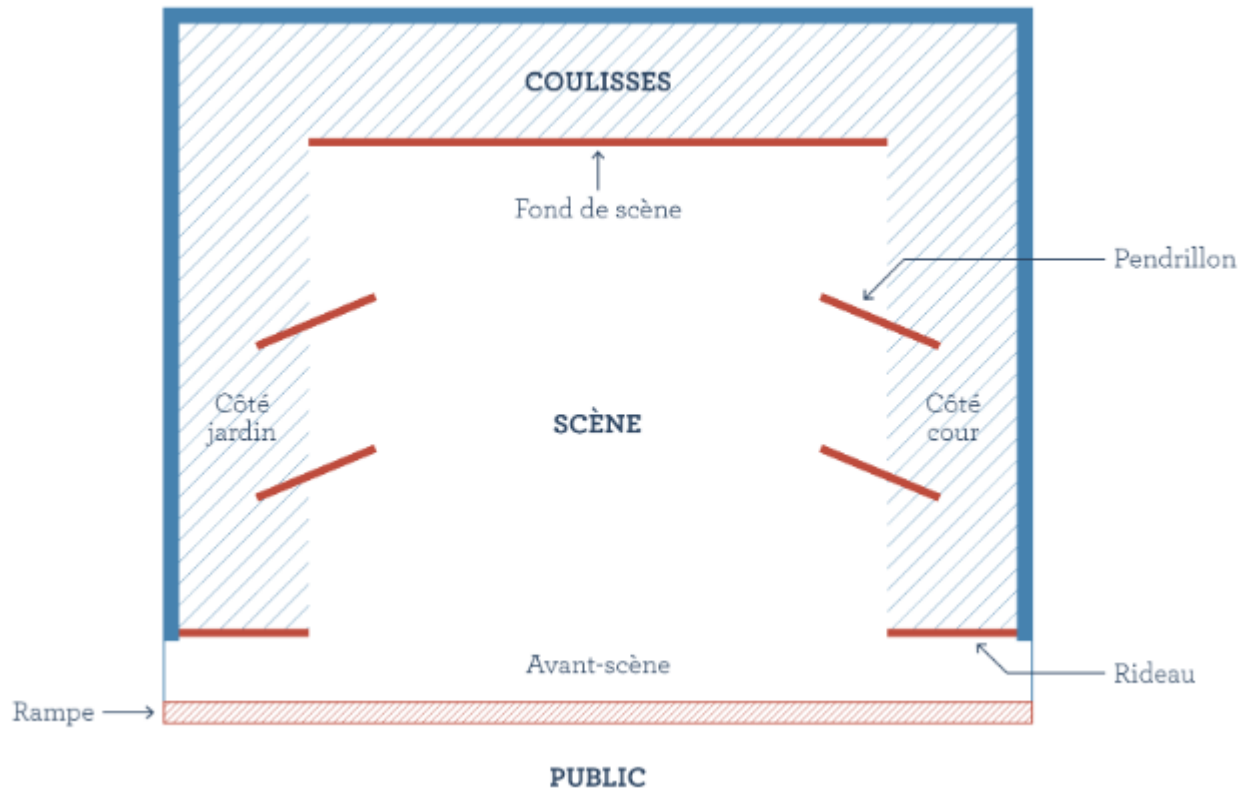 COULISSES
Fond de scène
Pendrillon
Côté
jardin
SCÈNE
Côté
cour
Avant-scène
Rideau
Rampe
PUBLIC